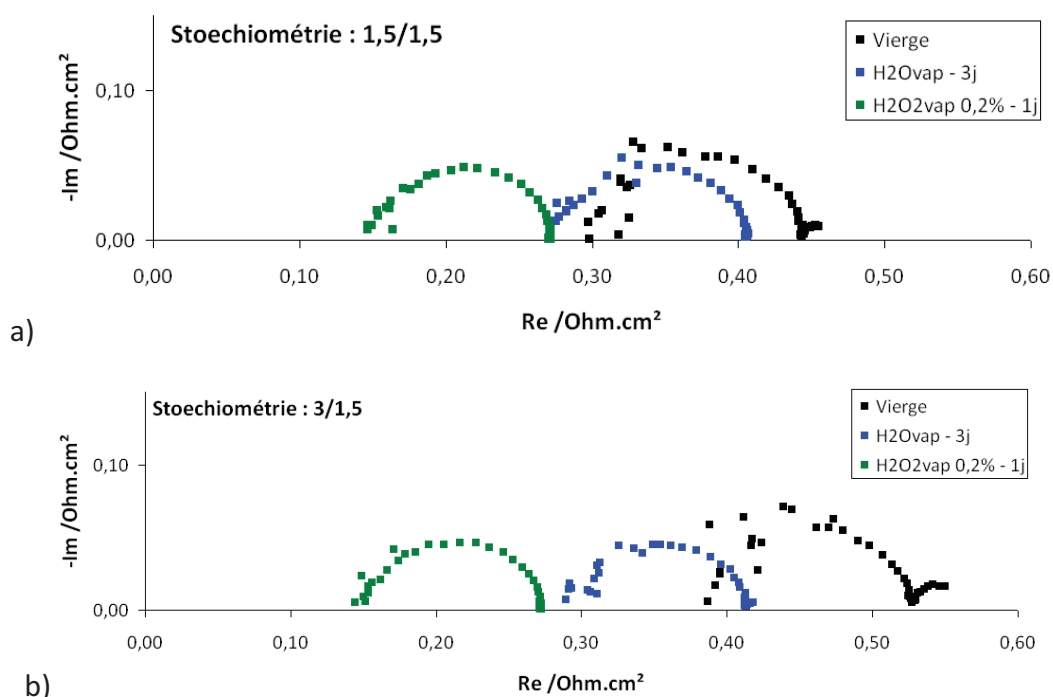 Stoechiométrie : 1,5/1,5
Vierge
H2Ovap - 3j
H2O2vap 0,2% - 1j
0,10
0,00
-Im /Ohm.cm²
0,00 0,10 0,20 0,30 0,40 0,50 0,60
Re /Ohm.cm²
a)
Stoechiométrie : 3/1,5
Vierge
H2Ovap - 3j
H2O2vap 0,2% - 1j
0,10
0,00
-Im /Ohm.cm²
0,00 0,10 0,20 0,30 0,40 0,50 0,60
Re /Ohm.cm²
b)